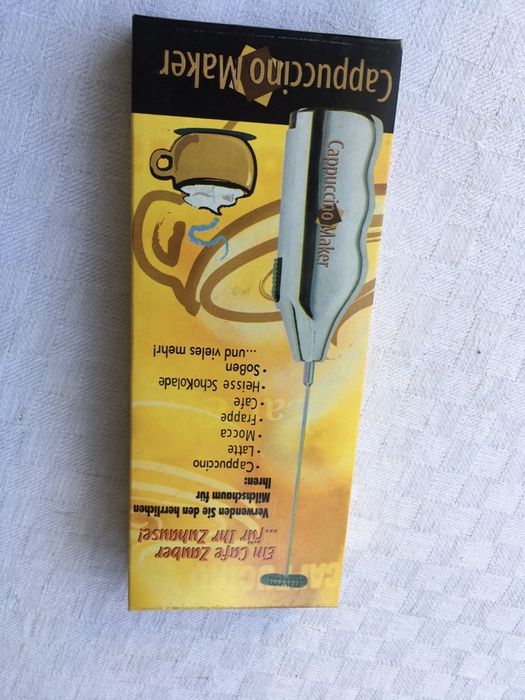 Ein Cafe Zauber
...für Ihr Zuhause!
Verwenden Sie den herrlichen
Milchschaum für
Ihren:
• Cappuccino
• Latte
• Mocca
• Frappe
• Cafe
• Heisse Schokolade
• Soßen
...und vieles mehr!
Cappuccino Maker
Cappuccino Maker